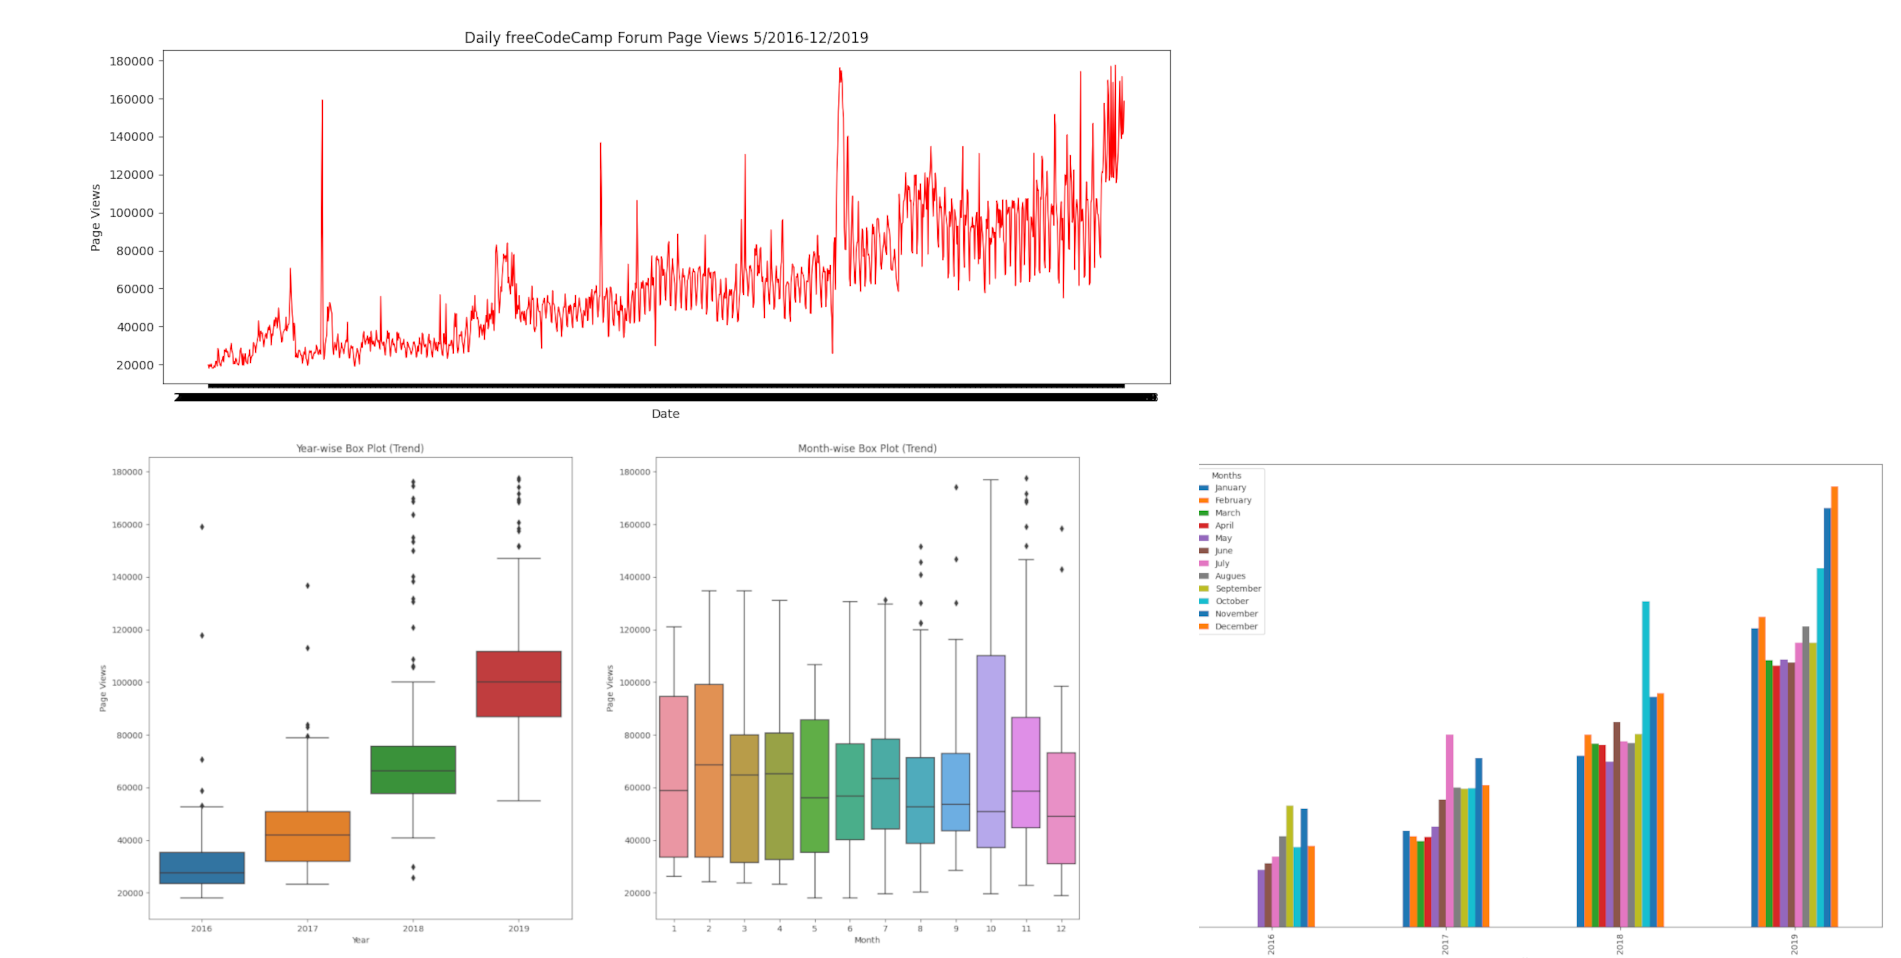 Daily freeCodeCamp Forum Page Views 5/2016-12/2019
180000
160000
140000
120000
100000
80000
60000
40000
20000
Page Views
Date
Year-wise Box Plot (Trend)
180000
160000
140000
120000
100000
80000
60000
40000
20000
Page Views
2016 2017 2018 2019
Year
Month-wise Box Plot (Trend)
180000
160000
140000
120000
100000
80000
60000
40000
20000
Page Views
1 2 3 4 5 6 7 8 9 10 11 12
Month
Months
January
February
March
April
May
June
July
Augues
September
October
November
December
2016 2017 2018 2019